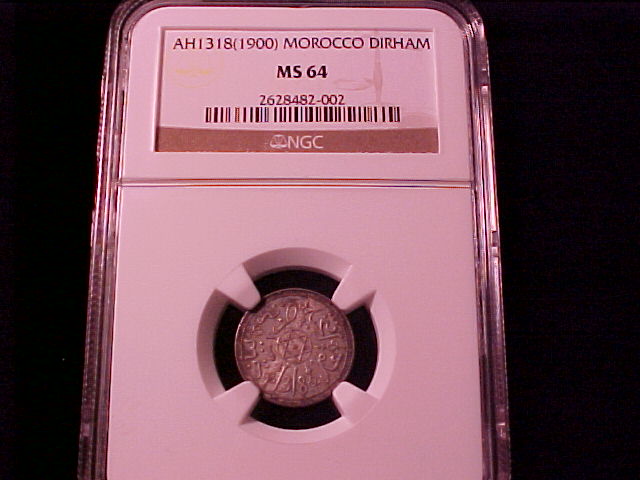 AH1318(1900) MOROCCO DIRHAM
MS 64
2628482-002
NGC